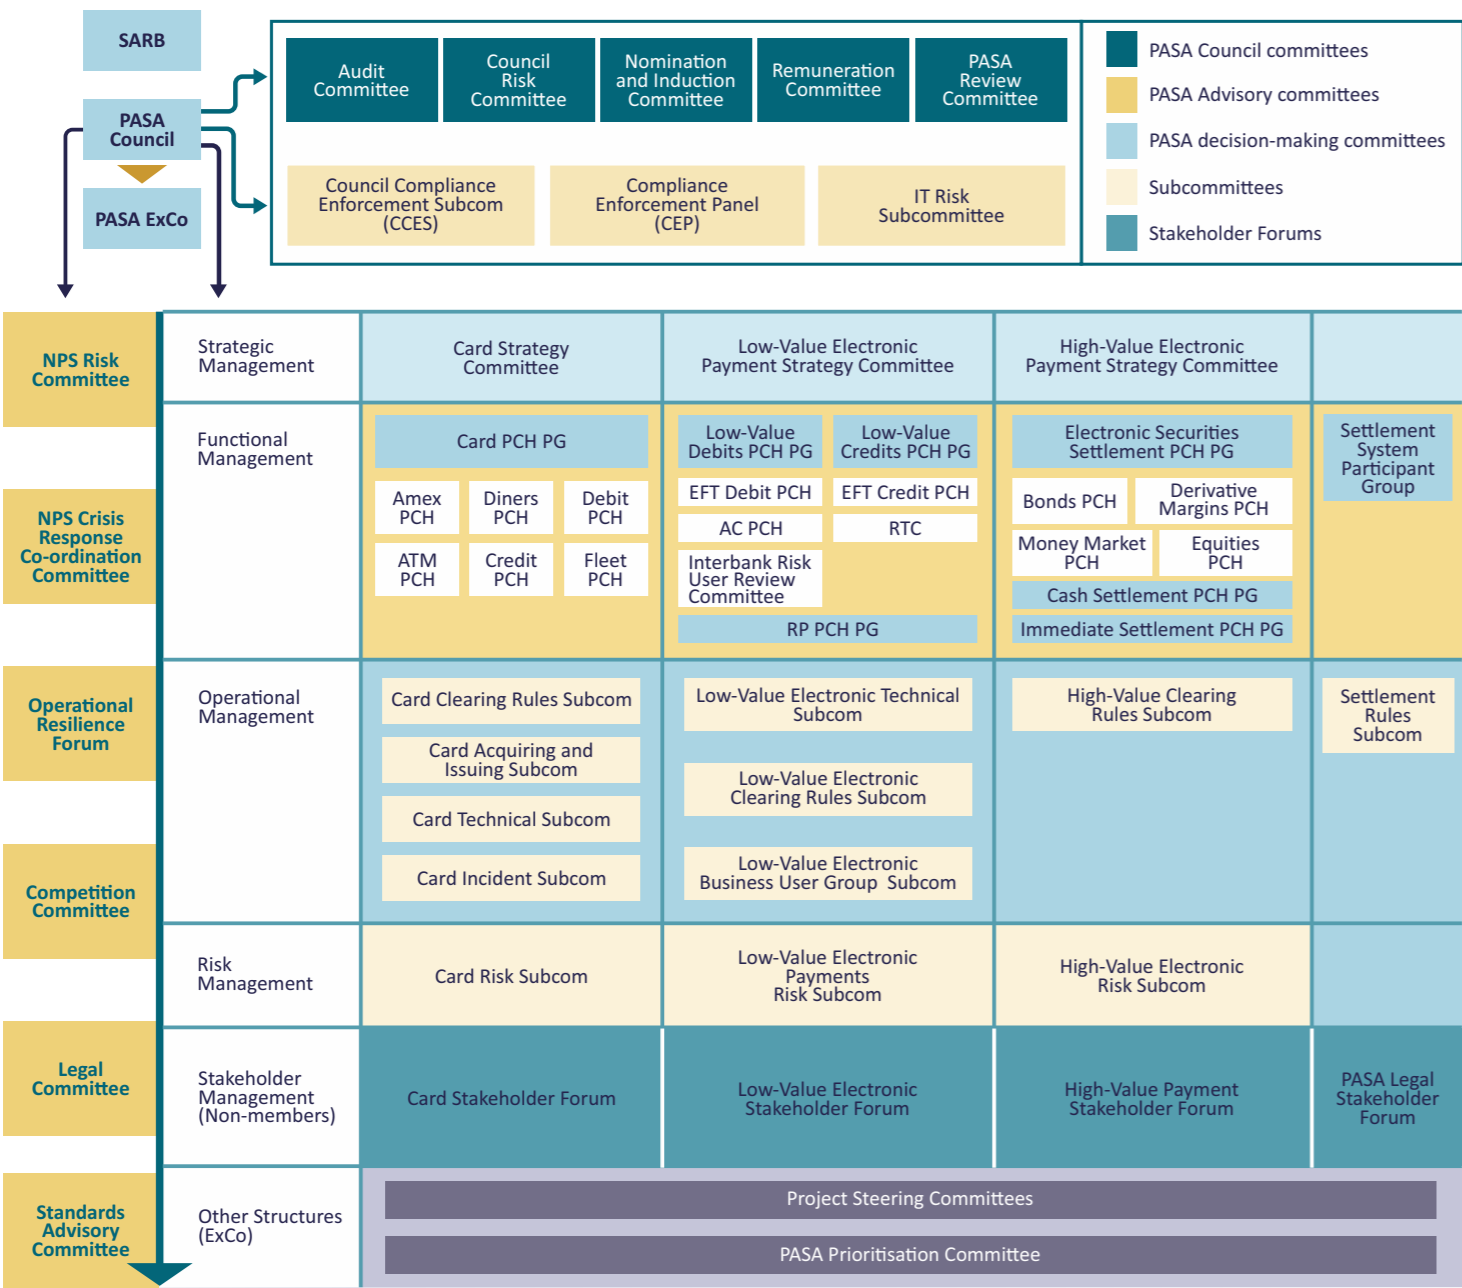 SARB
PASA
Council
PASA ExCo
Audit
Committee
Council
Risk
Committee
Nomination
and Induction
Committee
Remuneration
Committee
PASA
Review
Committee
Council Compliance
Enforcement Subcom
(CCES)
Compliance
Enforcement Panel
(CEP)
IT Risk
Subcommittee
PASA Council committees
PASA Advisory committees
PASA decision-making committees
Subcommittees
Stakeholder Forums
NPS Risk
Committee
NPS Crisis
Response
Co-ordination
Committee
Operational
Resilience
Forum
Competition
Committee
Legal
Committee
Standards
Advisory
Committee
Strategic
Management
Card Strategy
Committee
Low-Value Electronic
Payment Strategy Committee
High-Value Electronic
Payment Strategy Committee
Functional
Management
Card PCH PG
Amex
PCH
Diners
PCH
Debit
PCH
ATM
PCH
Credit
PCH
Fleet
PCH
Low-Value
Debits PCH PG
Low-Value
Credits PCH PG
EFT Debit PCH
EFT Credit PCH
AC PCH
RTC
Interbank Risk
User Review
Committee
RP PCH PG
Electronic Securities
Settlement PCH PG
Bonds PCH
Derivative
Margins PCH
Money Market
PCH
Equities
PCH
Cash Settlement PCH PG
Immediate Settlement PCH PG
Settlement
System
Participant
Group
Operational
Management
Card Clearing Rules Subcom
Card Acquiring and
Issuing Subcom
Card Technical Subcom
Card Incident Subcom
Low-Value Electronic Technical
Subcom
Low-Value Electronic
Clearing Rules Subcom
Low-Value Electronic
Business User Group Subcom
High-Value Clearing
Rules Subcom
Settlement
Rules
Subcom
Risk
Management
Card Risk Subcom
Low-Value Electronic
Payments
Risk Subcom
High-Value Electronic
Risk Subcom
Stakeholder
Management
(Non-members)
Card Stakeholder Forum
Low-Value Electronic
Stakeholder Forum
High-Value Payment
Stakeholder Forum
PASA Legal
Stakeholder
Forum
Other Structures
(ExCo)
Project Steering Committees
PASA Prioritisation Committee